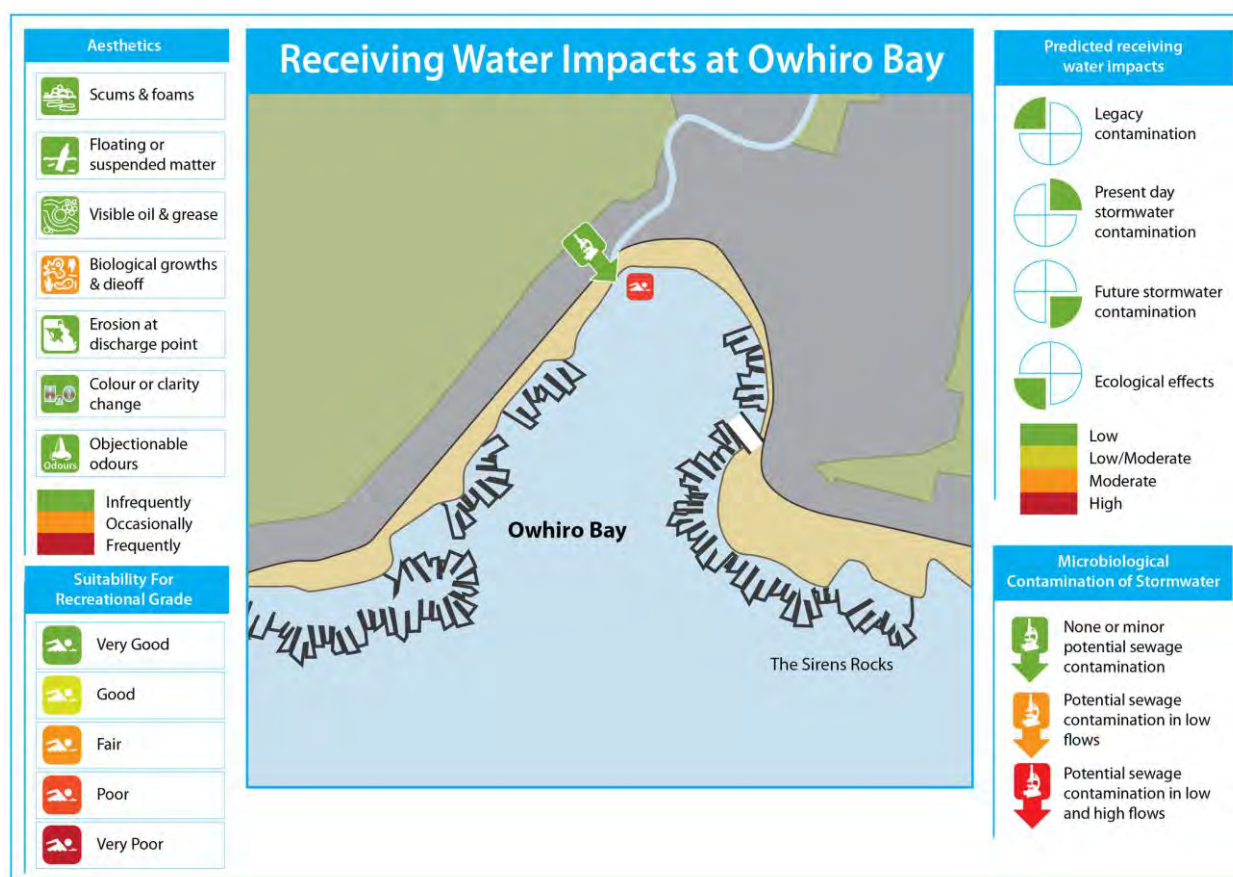 Aesthetics
Scums & foams
Floating or
suspended matter
Visible oil & grease
Biological growths
& dieoff
Erosion at
discharge point
H2O
Colour or clarity
change
Odours
Objectionable
odours
Infrequently
Occasionally
Frequently
Suitability For
Recreational Grade
Very Good
Good
Fair
Poor
Very Poor
Receiving Water Impacts at Owhiro Bay
Owhiro Bay
The Sirens Rocks
Predicted receiving
water impacts
Legacy
contamination
Present day
stormwater
contamination
Future stormwater
contamination
Ecological effects
Low
Low/Moderate
Moderate
High
Microbiological
Contamination of Stormwater
None or minor
potential sewage
contamination
Potential sewage
contamination in low
flows
Potential sewage
contamination in low
and high flows